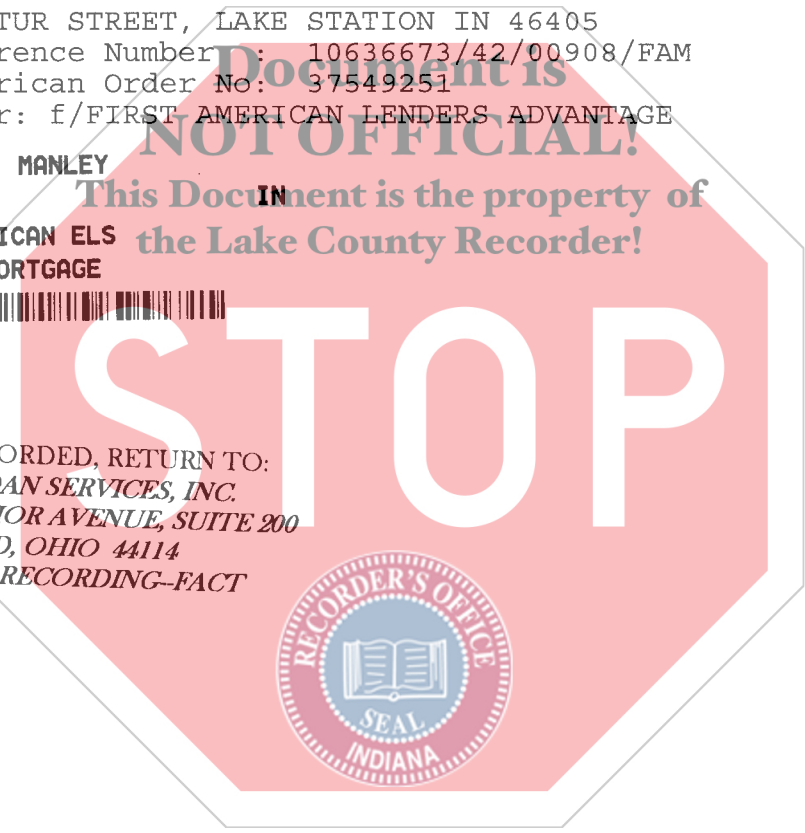 TUR STREET, LAKE STATION IN 46405
rence Number : 10636673/42/00908/FAM
rican Order No: 37549251
r: f/FIRST AMERICAN LENDERS ADVANTAGE
Document is
NOT OFFICIAL!
This Document is the property of
the Lake County Recorder!
MANLEY
IN
ICAN ELS
ORTGAGE
STOP
ORDED, RETURN TO:
OAN SERVICES, INC.
IOR AVENUE, SUITE 200
D, OHIO 44114
RECORDING--FACT
RECORDER'S OFFICE
SEAL
INDIANA